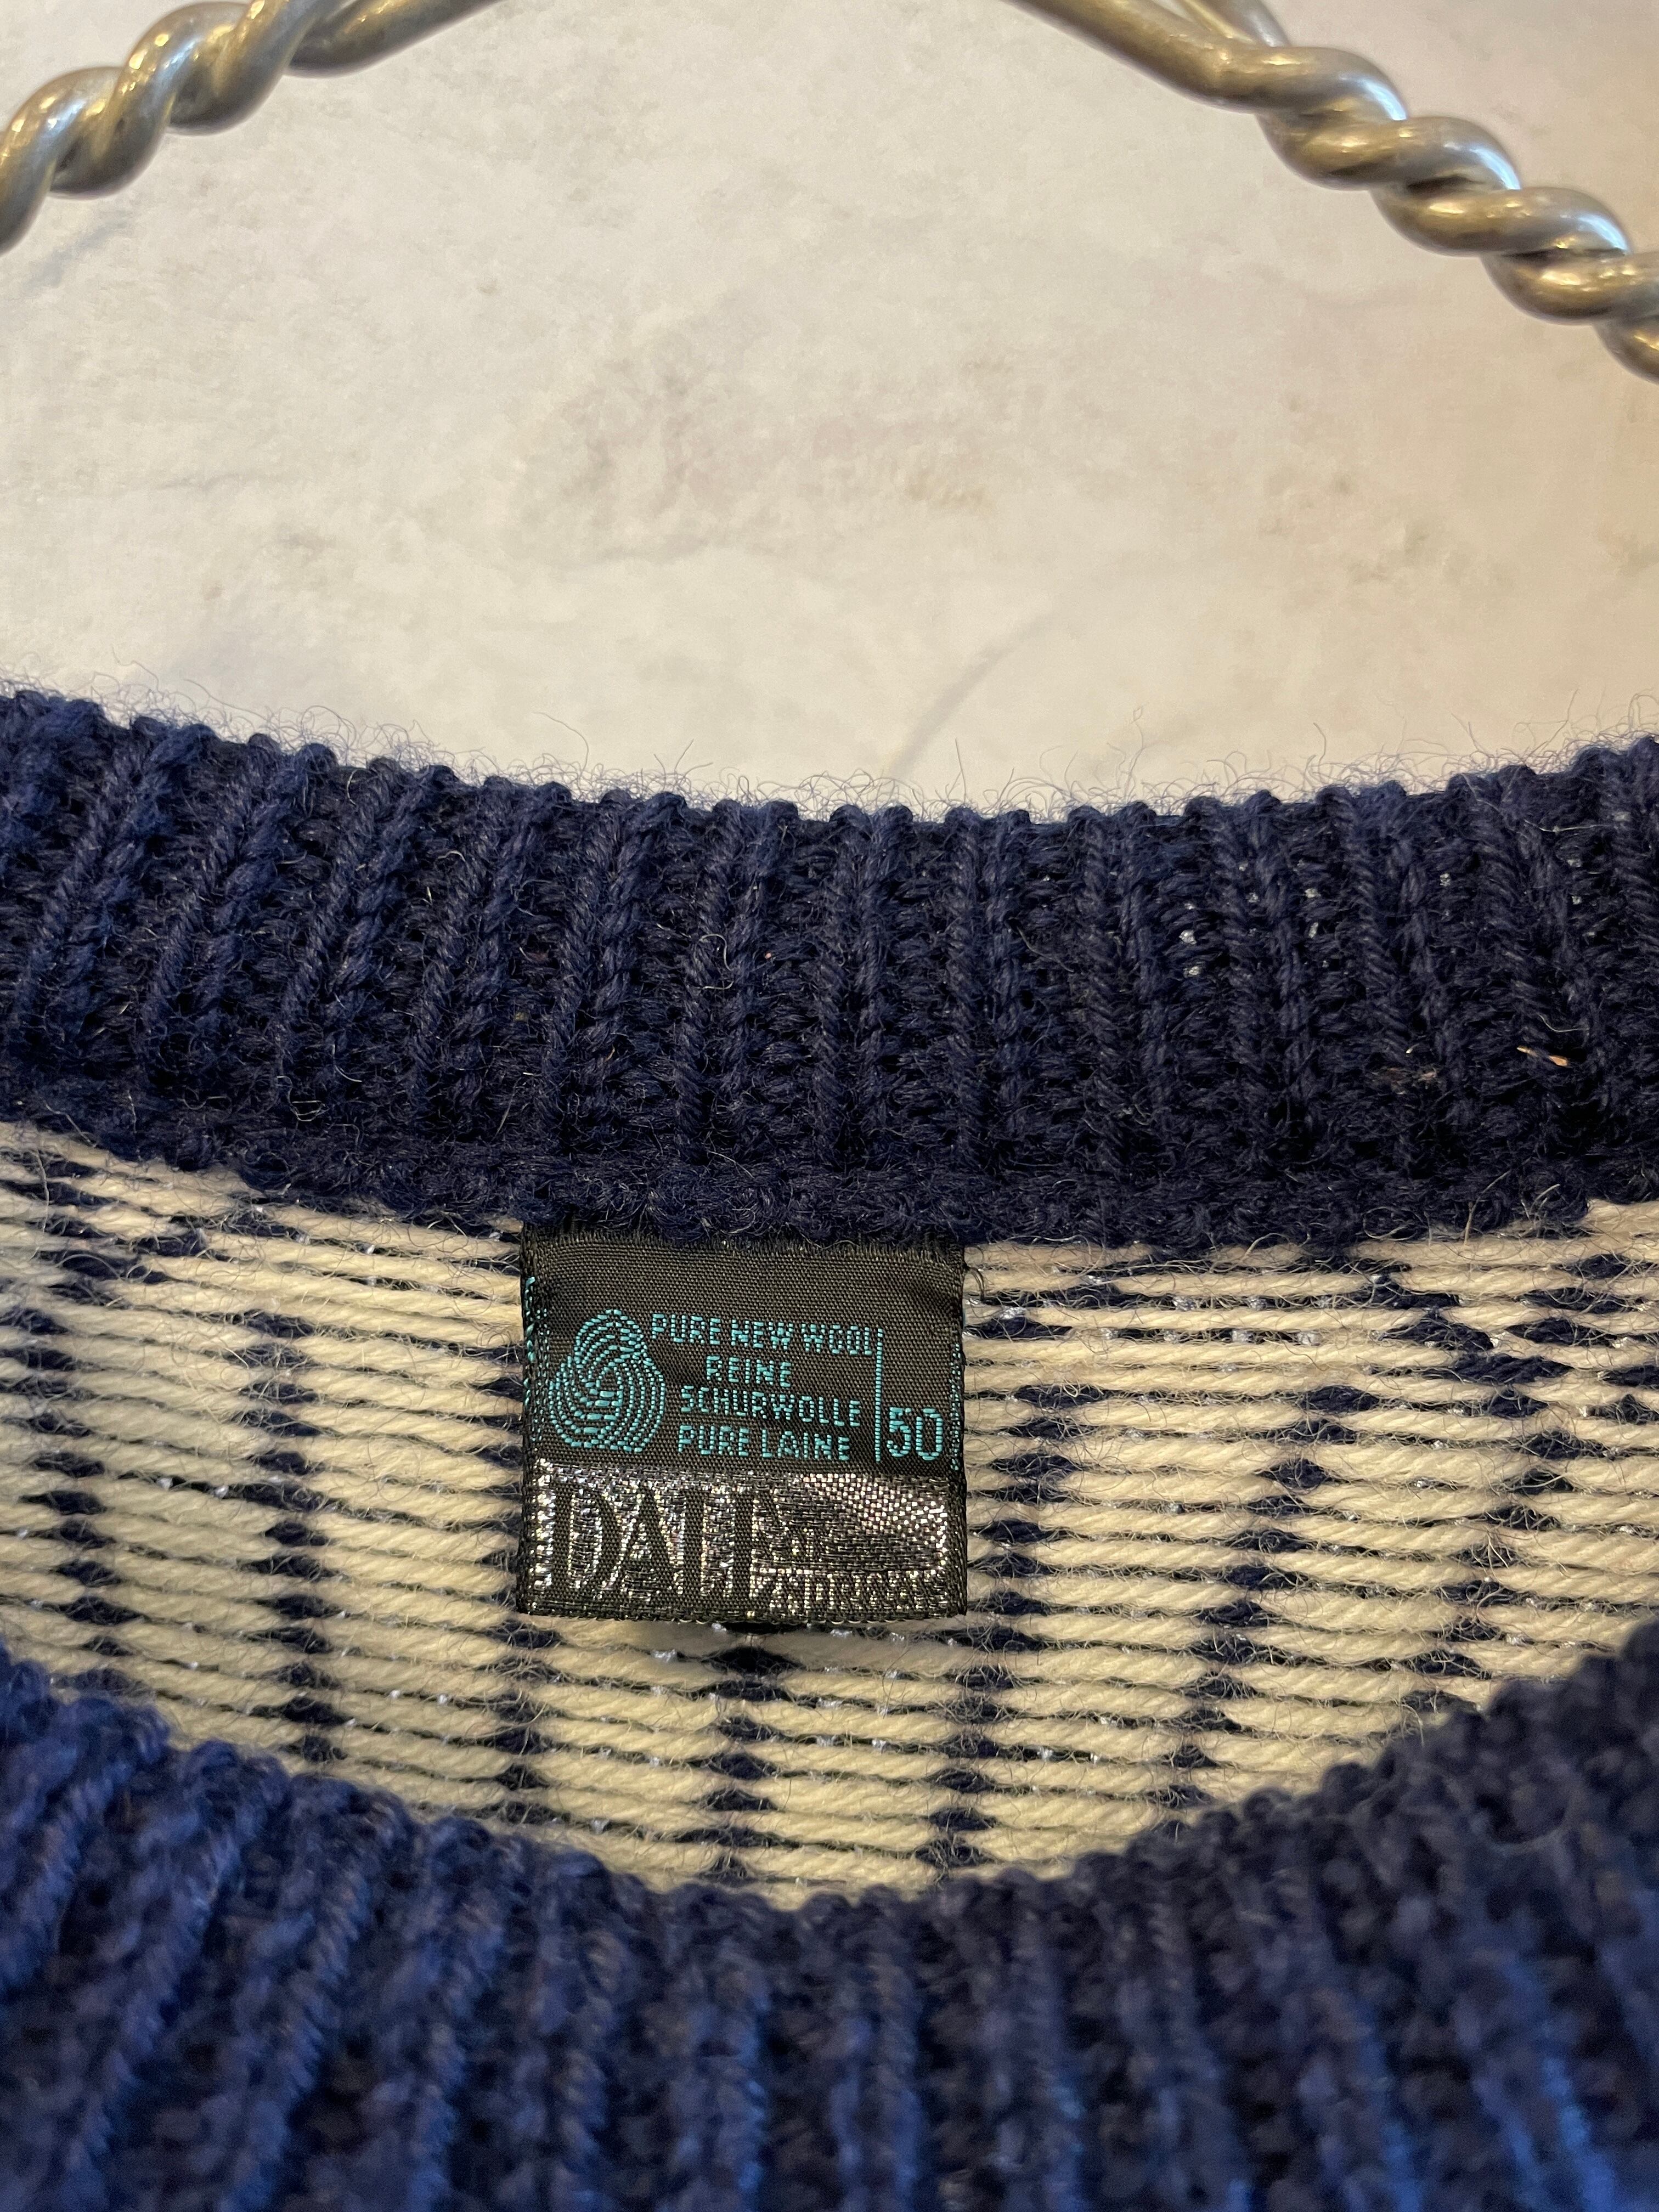 PURE NEW WOOL
REINE
SCHURWOLLE
PURE LAINE
50
DALE